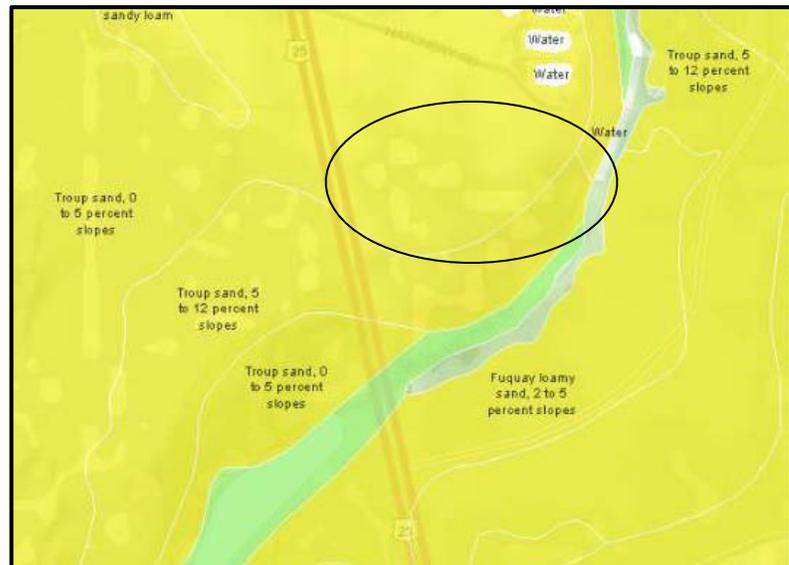 sandy loam
Water
Water
Water
25
Troup sand, 5
to 12 percent
slopes
Water
Troup sand, 0
to 5 percent
slopes
Troup sand, 5
to 12 percent
slopes
Troup sand, 0
to 5 percent
slopes
Fuquay loamy
sand, 2 to 5
percent slopes
25